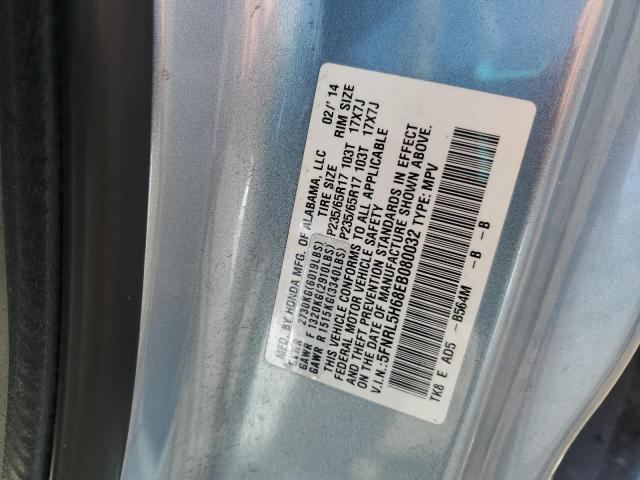 MFD. BY HONDA MFG. OF ALABAMA, LLC 02/'14
TIRE SIZE RIM SIZE
GVWR 2730KG(6019LBS)
GAWR F 1320KG(2910LBS) P235/65R17 103T 17X7J
GAWR R 1515KG(3340LBS) P235/65R17 103T 17X7J
THIS VEHICLE CONFORMS TO ALL APPLICABLE
FEDERAL MOTOR VEHICLE SAFETY
AND THEFT PREVENTION STANDARDS IN EFFECT
ON THE DATE OF MANUFACTURE SHOWN ABOVE.
V.I.N.:5FNRL5H68EB080032 TYPE: MPV
TK8 E AD5 -B564M -B -B